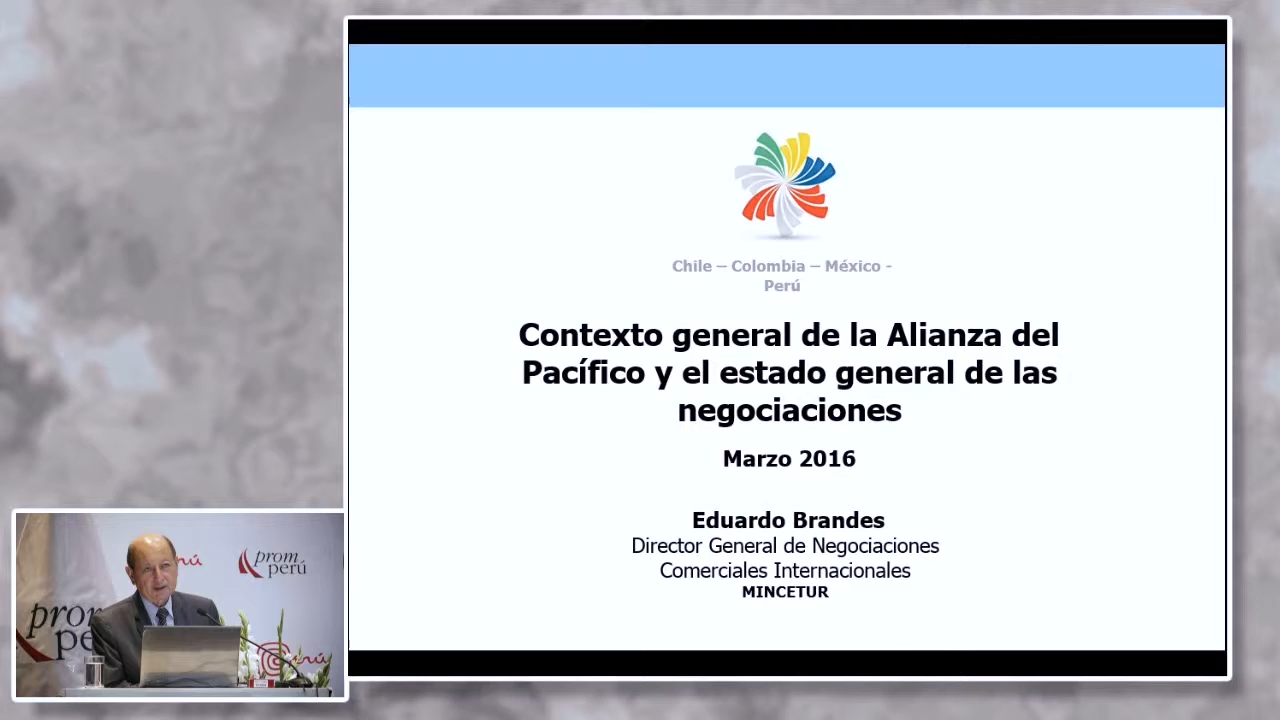 Chile – Colombia – México -
Perú
Contexto general de la Alianza del
Pacífico y el estado general de las
negociaciones
Marzo 2016
Eduardo Brandes
Director General de Negociaciones
Comerciales Internacionales
MINCETUR
prom
perú